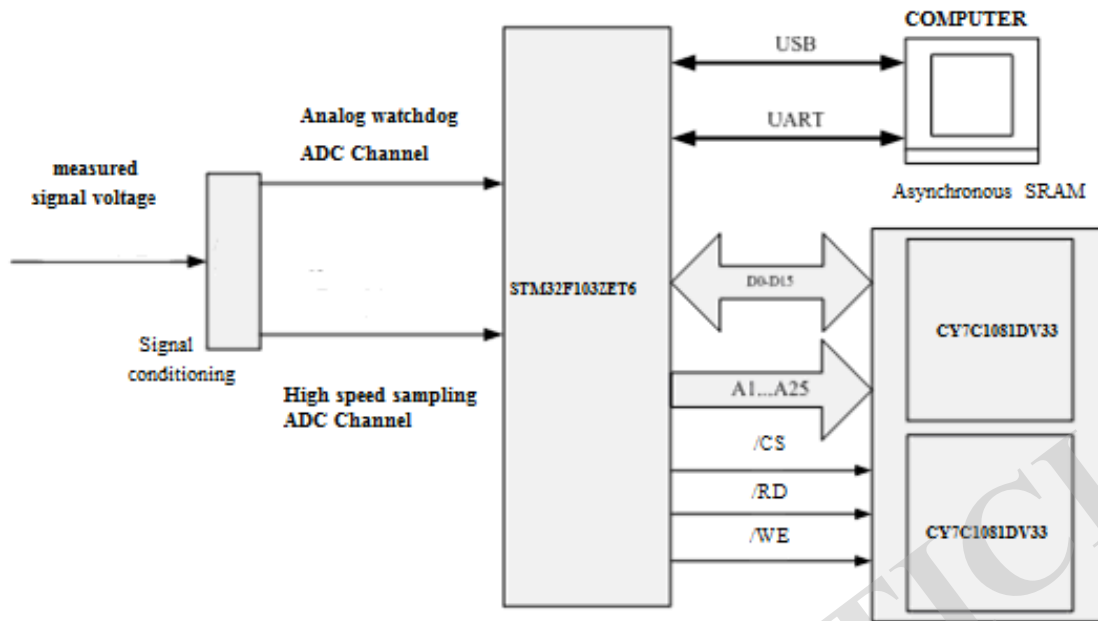 COMPUTER
USB
UART
Asynchronous SRAM
Analog watchdog
ADC Channel
measured
signal voltage
STM32F103ZET6
D0-D15
CY7C1081DV33
A1...A25
Signal
conditioning
High speed sampling
ADC Channel
/CS
/RD
/WE
CY7C1081DV33